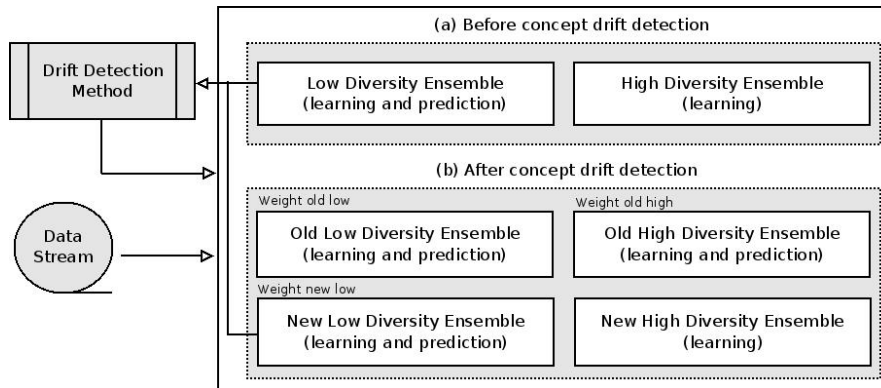 (a) Before concept drift detection
Drift Detection
Method
Low Diversity Ensemble
(learning and prediction)
High Diversity Ensemble
(learning)
(b) After concept drift detection
Weight old low
Weight old high
Data
Stream
Old Low Diversity Ensemble
(learning and prediction)
Old High Diversity Ensemble
(learning and prediction)
Weight new low
New Low Diversity Ensemble
(learning and prediction)
New High Diversity Ensemble
(learning)